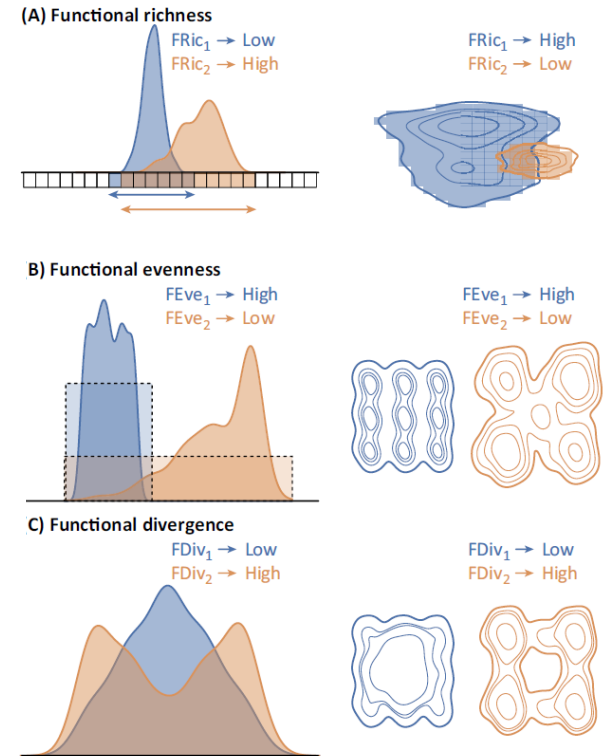 (A) Functional richness
FRic₁ → Low
FRic₂ → High
FRic₁ → High
FRic₂ → Low
B) Functional evenness
FEve₁ → High
FEve₂ → Low
FEve₁ → High
FEve₂ → Low
C) Functional divergence
FDiv₁ → Low
FDiv₂ → High
FDiv₁ → Low
FDiv₂ → High